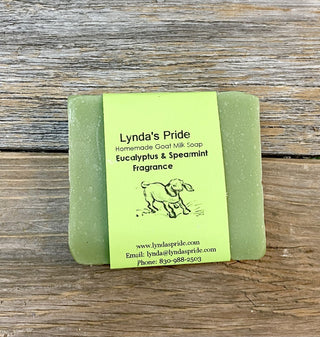 Lynda's Pride
Homemade Goat Milk Soap
Eucalyptus & Spearmint
Fragrance
www.lyndaspride.com
Email: lynda@lyndaspride.com
Phone: 830-988-2503